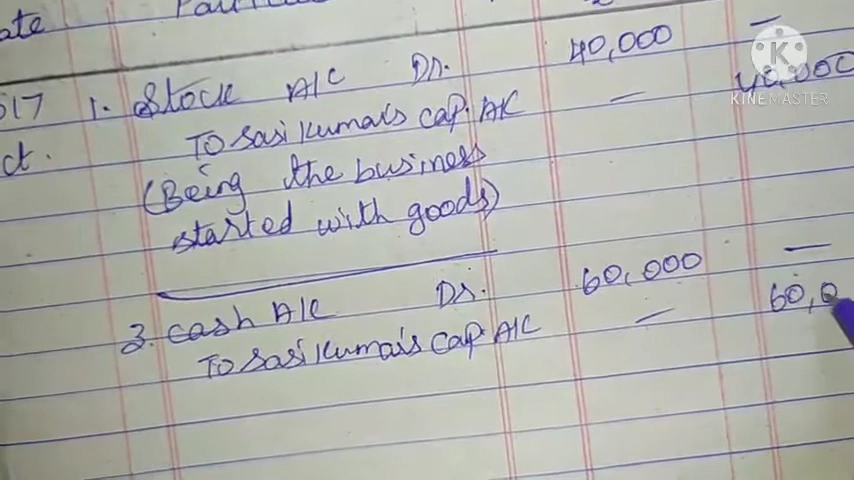 ate
017 1. Stock A/C Dr. 40,000 —
ct. To Sasi Kumar's cap. A/C — 40,000
(Being the business
started with goods)
3. cash A/C Dr. 60,000 —
To Sasi Kumar's cap. A/C — 60,0
K
KINEMASTER